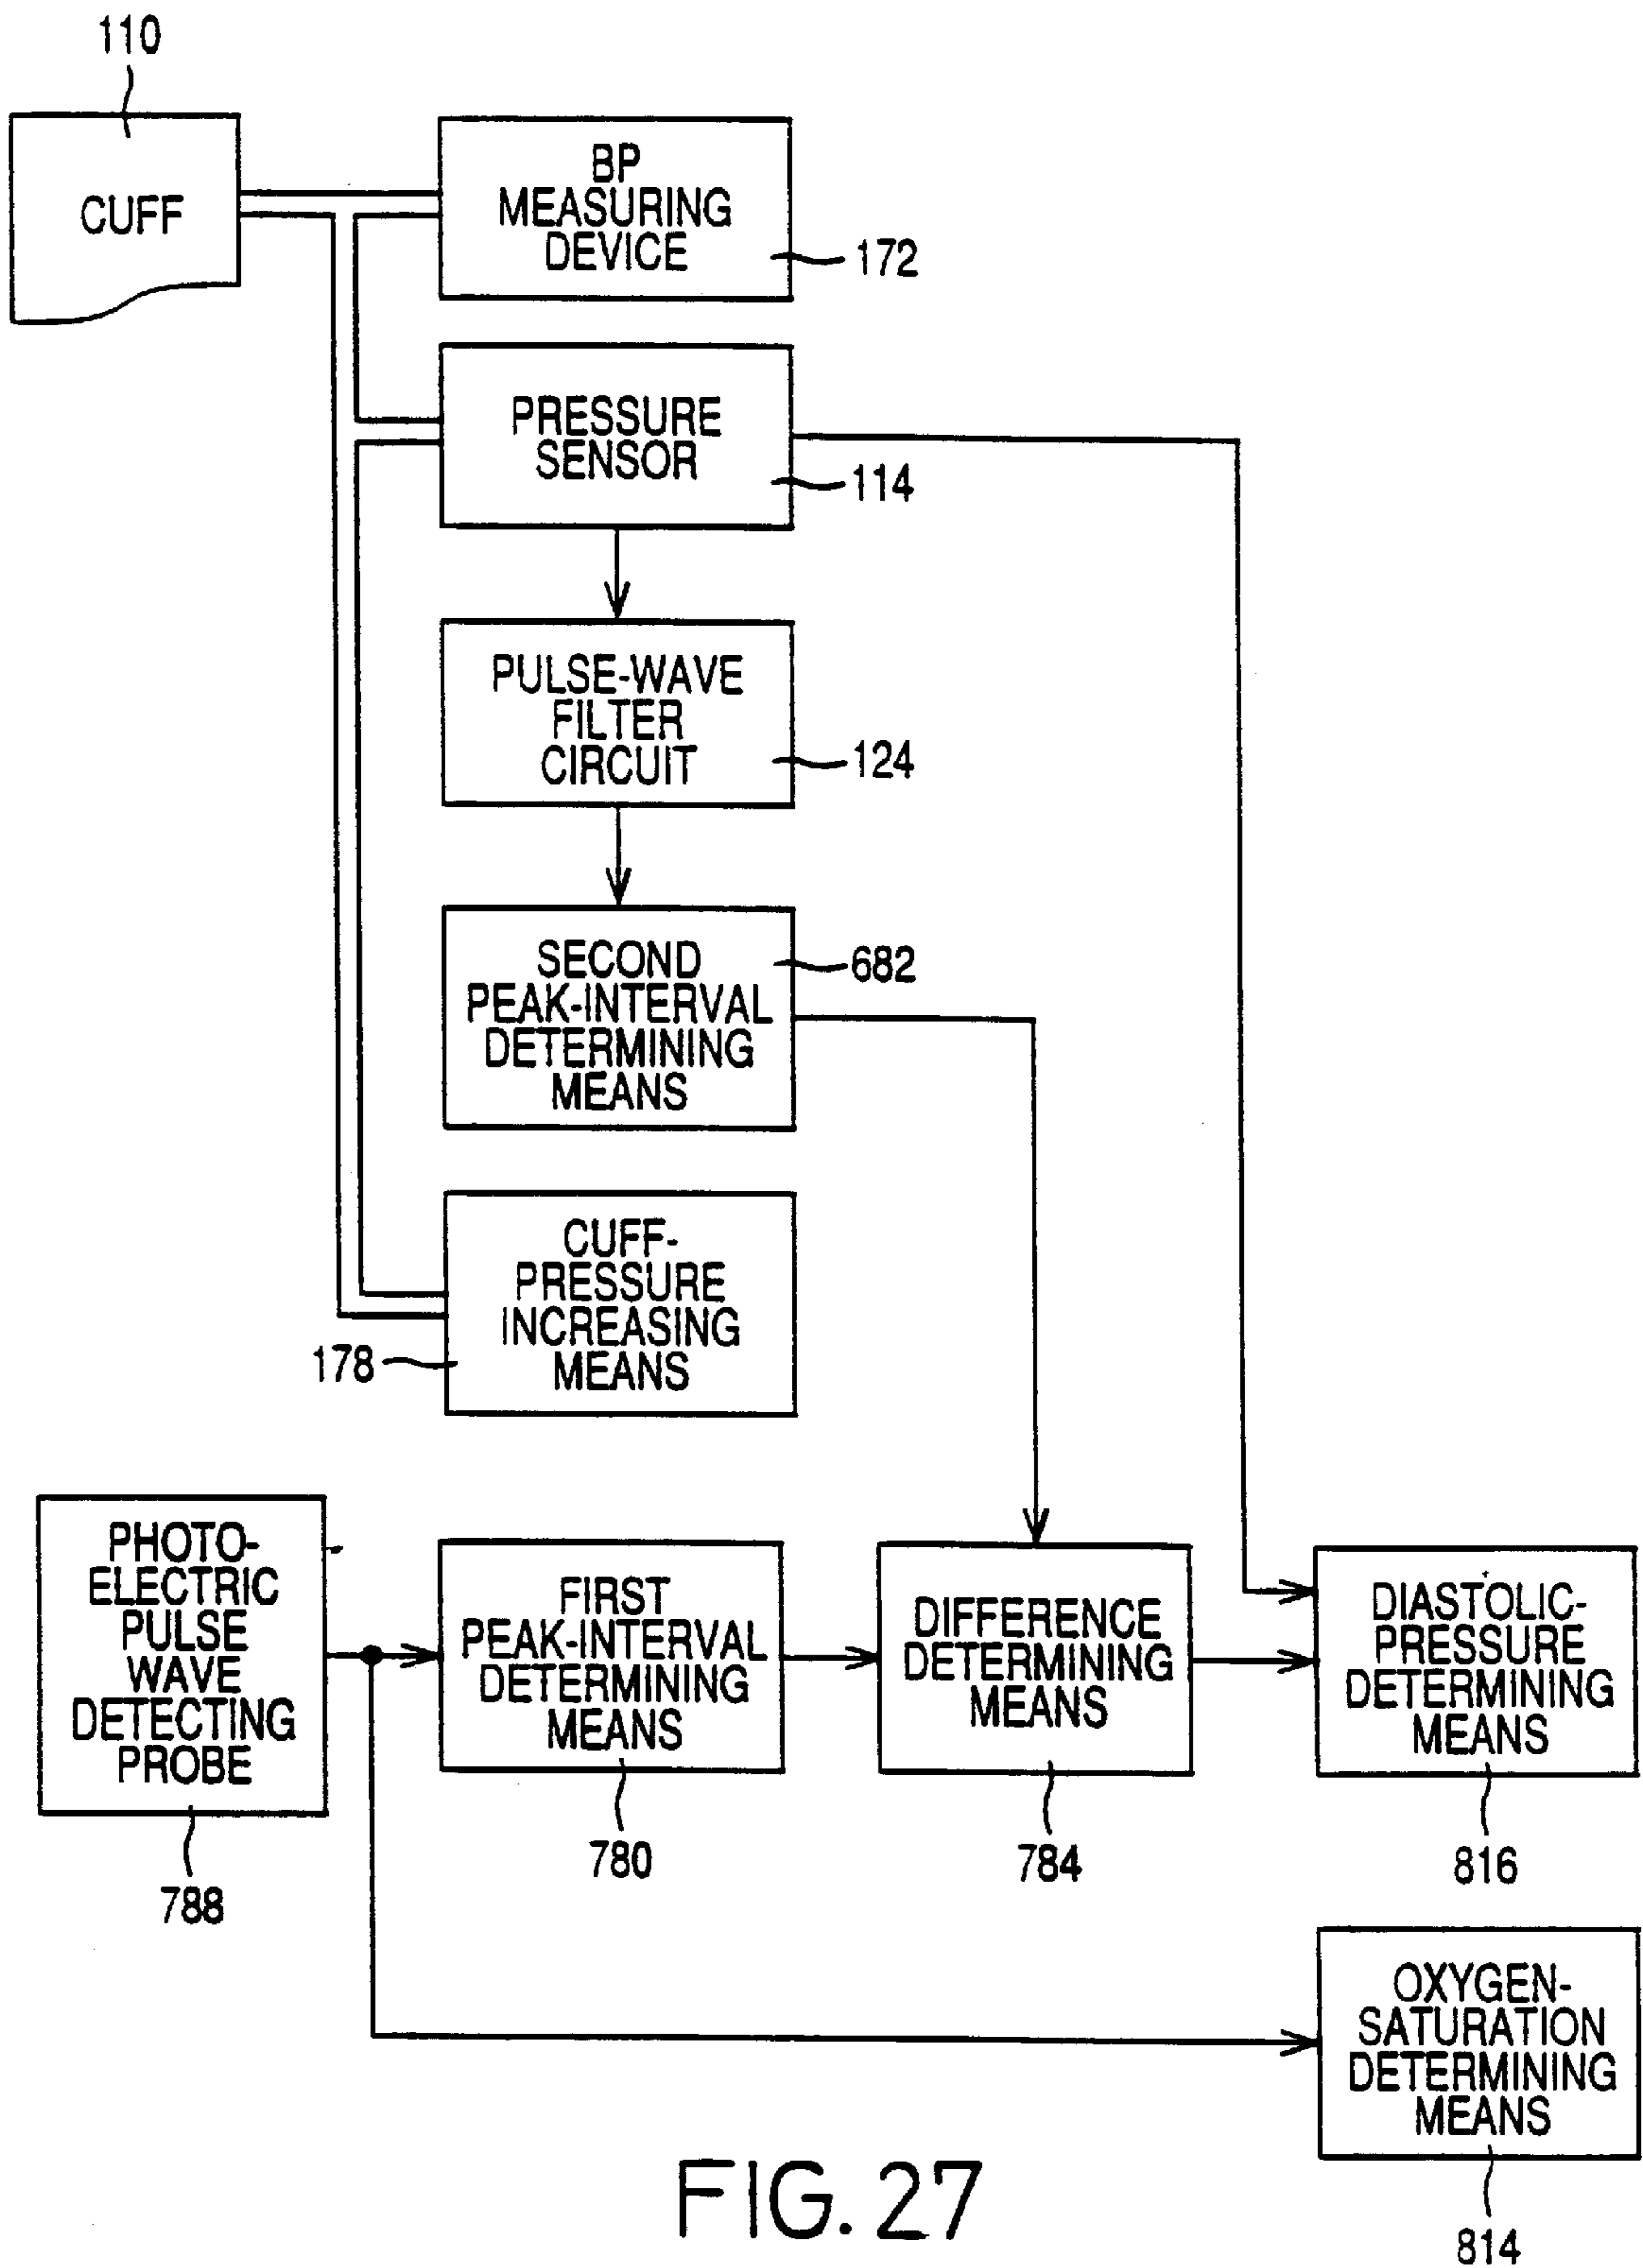 110
CUFF
BP
MEASURING
DEVICE
172
PRESSURE
SENSOR
114
PULSE-WAVE
FILTER
CIRCUIT
124
SECOND
PEAK-INTERVAL
DETERMINING
MEANS
682
CUFF-
PRESSURE
INCREASING
MEANS
178
PHOTO-
ELECTRIC
PULSE
WAVE
DETECTING
PROBE
788
FIRST
PEAK-INTERVAL
DETERMINING
MEANS
780
DIFFERENCE
DETERMINING
MEANS
784
DIASTOLIC-
PRESSURE
DETERMINING
MEANS
816
OXYGEN-
SATURATION
DETERMINING
MEANS
814
FIG. 27